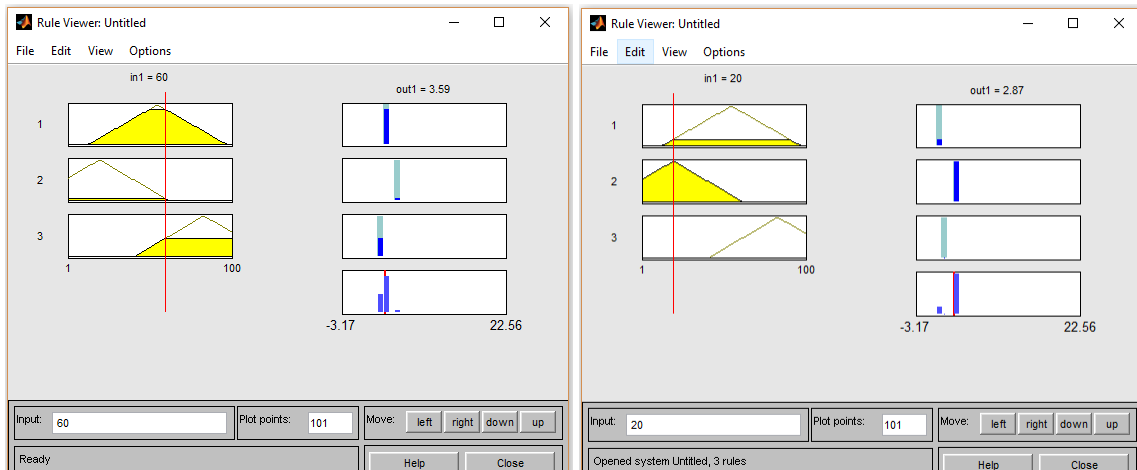 Rule Viewer: Untitled
File Edit View Options
in1 = 60
out1 = 3.59
1
2
3
1 100
-3.17 22.56
Input: 60 Plot points: 101 Move: left right down up
Ready Help Close
Rule Viewer: Untitled
File Edit View Options
in1 = 20
out1 = 2.87
1
2
3
1 100
-3.17 22.56
Input: 20 Plot points: 101 Move: left right down up
Opened system Untitled, 3 rules Help Close